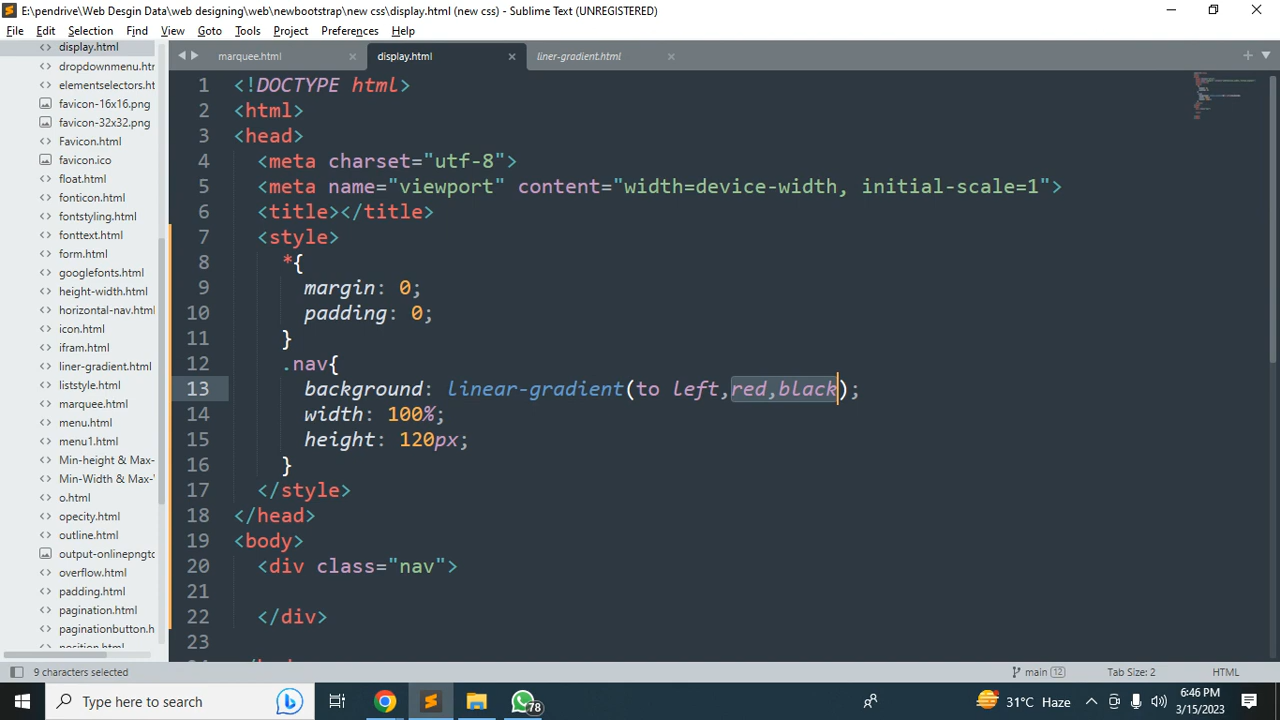 E:\pendrive\Web Desgin Data\web designing\web\newbootstrap\new css\display.html (new css) - Sublime Text (UNREGISTERED)
File Edit Selection Find View Goto Tools Project Preferences Help
marquee.html display.html liner-gradient.html
display.html
dropdownmenu.htm
elementselectors.ht
favicon-16x16.png
favicon-32x32.png
Favicon.html
favicon.ico
float.html
fonticon.html
fontstyling.html
fonttext.html
form.html
googlefonts.html
height-width.html
horizontal-nav.html
icon.html
ifram.html
liner-gradient.html
liststyle.html
marquee.html
menu.html
menu1.html
Min-height & Max-
Min-Width & Max-
o.html
opecity.html
outline.html
output-onlinepngto
overflow.html
padding.html
pagination.html
paginationbutton.h
position.html
1 <!DOCTYPE html>
2 <html>
3 <head>
4 <meta charset="utf-8">
5 <meta name="viewport" content="width=device-width, initial-scale=1">
6 <title></title>
7 <style>
8 *{
9 margin: 0;
10 padding: 0;
11 }
12 .nav{
13 background: linear-gradient(to left,red,black);
14 width: 100%;
15 height: 120px;
16 }
17 </style>
18 </head>
19 <body>
20 <div class="nav">
21
22 </div>
23
9 characters selected
main 12 Tab Size: 2 HTML
Type here to search
78
31°C Haze
6:46 PM
3/15/2023